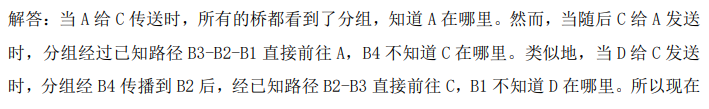 解答：当 A 给 C 传送时，所有的桥都看到了分组，知道 A 在哪里。然而，当随后 C 给 A 发送
时，分组经过已知路径 B3-B2-B1 直接前往 A，B4 不知道 C 在哪里。类似地，当 D 给 C 发送
时，分组经 B4 传播到 B2 后，经已知路径 B2-B3 直接前往 C，B1 不知道 D 在哪里。所以现在